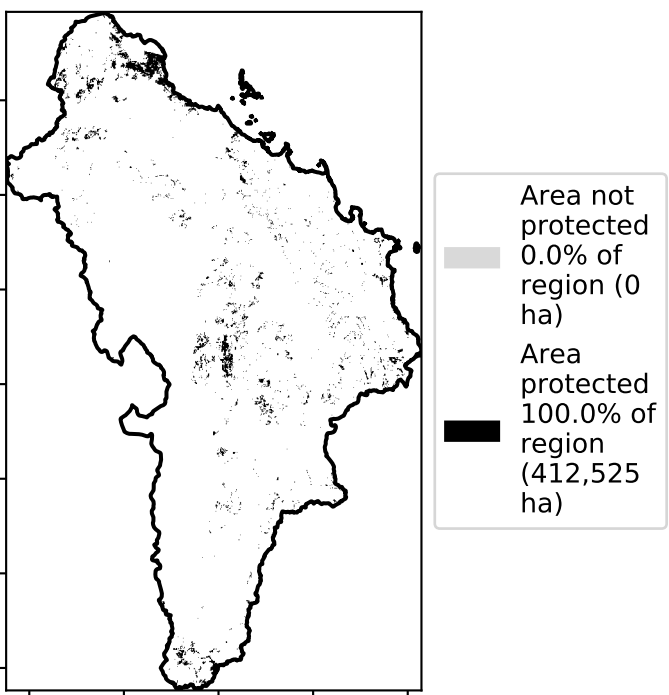 Area not
protected
0.0% of
region (0
ha)
Area
protected
100.0% of
region
(412,525
ha)